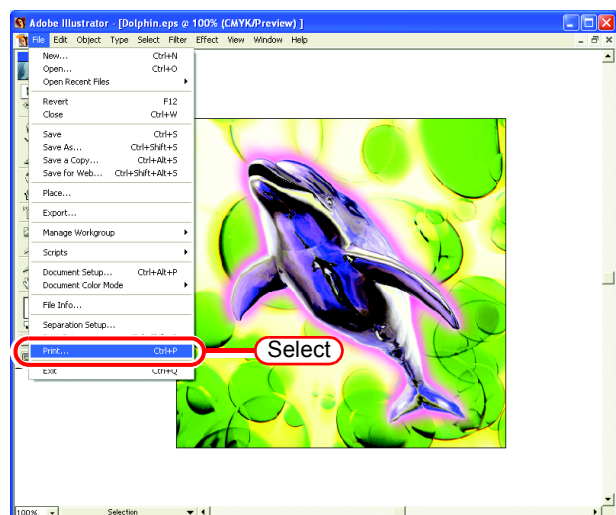 Adobe Illustrator - [Dolphin.eps @ 100% (CMYK/Preview) ]
File Edit Object Type Select Filter Effect View Window Help
New... Ctrl+N
Open... Ctrl+O
Open Recent Files
Revert F12
Close Ctrl+W
Save Ctrl+S
Save As... Ctrl+Shift+S
Save a Copy... Ctrl+Alt+S
Save for Web... Ctrl+Shift+Alt+S
Place...
Export...
Manage Workgroup
Scripts
Document Setup... Ctrl+Alt+P
Document Color Mode
File Info...
Separation Setup...
Print... Ctrl+P
Select
Exit Ctrl+Q
100% Selection